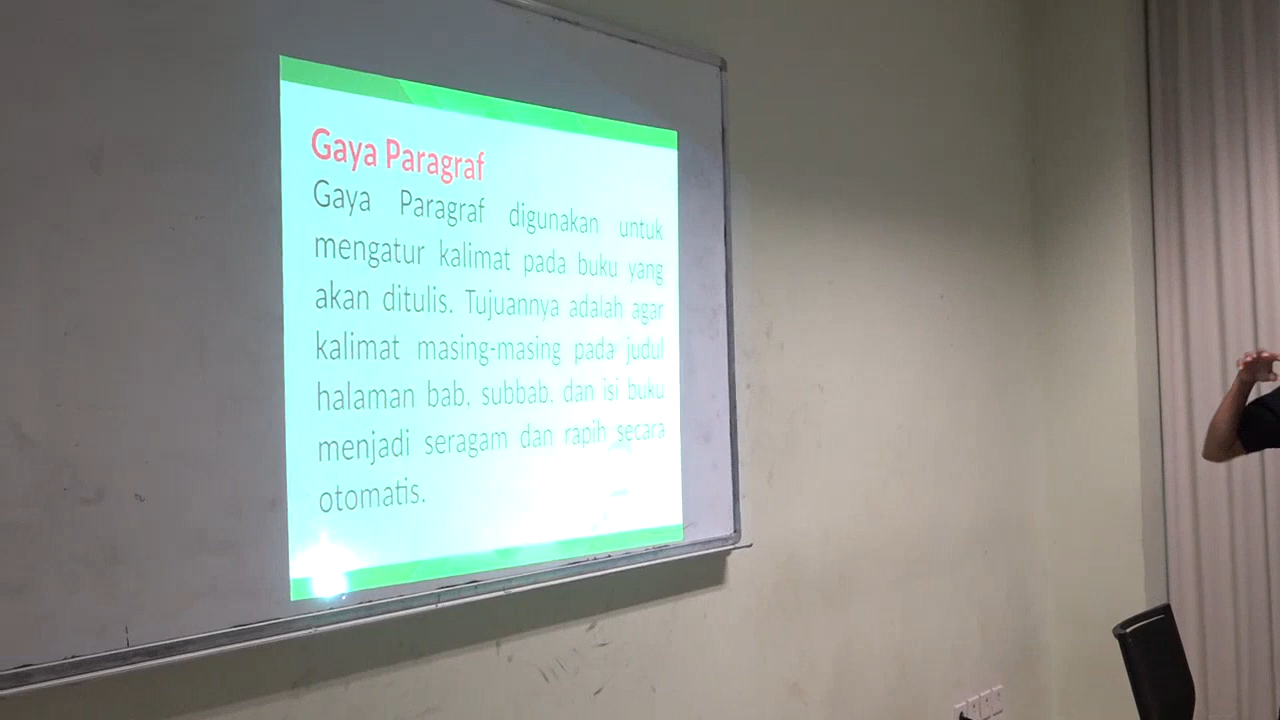 Gaya Paragraf
Gaya Paragraf digunakan untuk
mengatur kalimat pada buku yang
akan ditulis. Tujuannya adalah agar
kalimat masing-masing pada judul
halaman bab, subbab, dan isi buku
menjadi seragam dan rapih secara
otomatis.